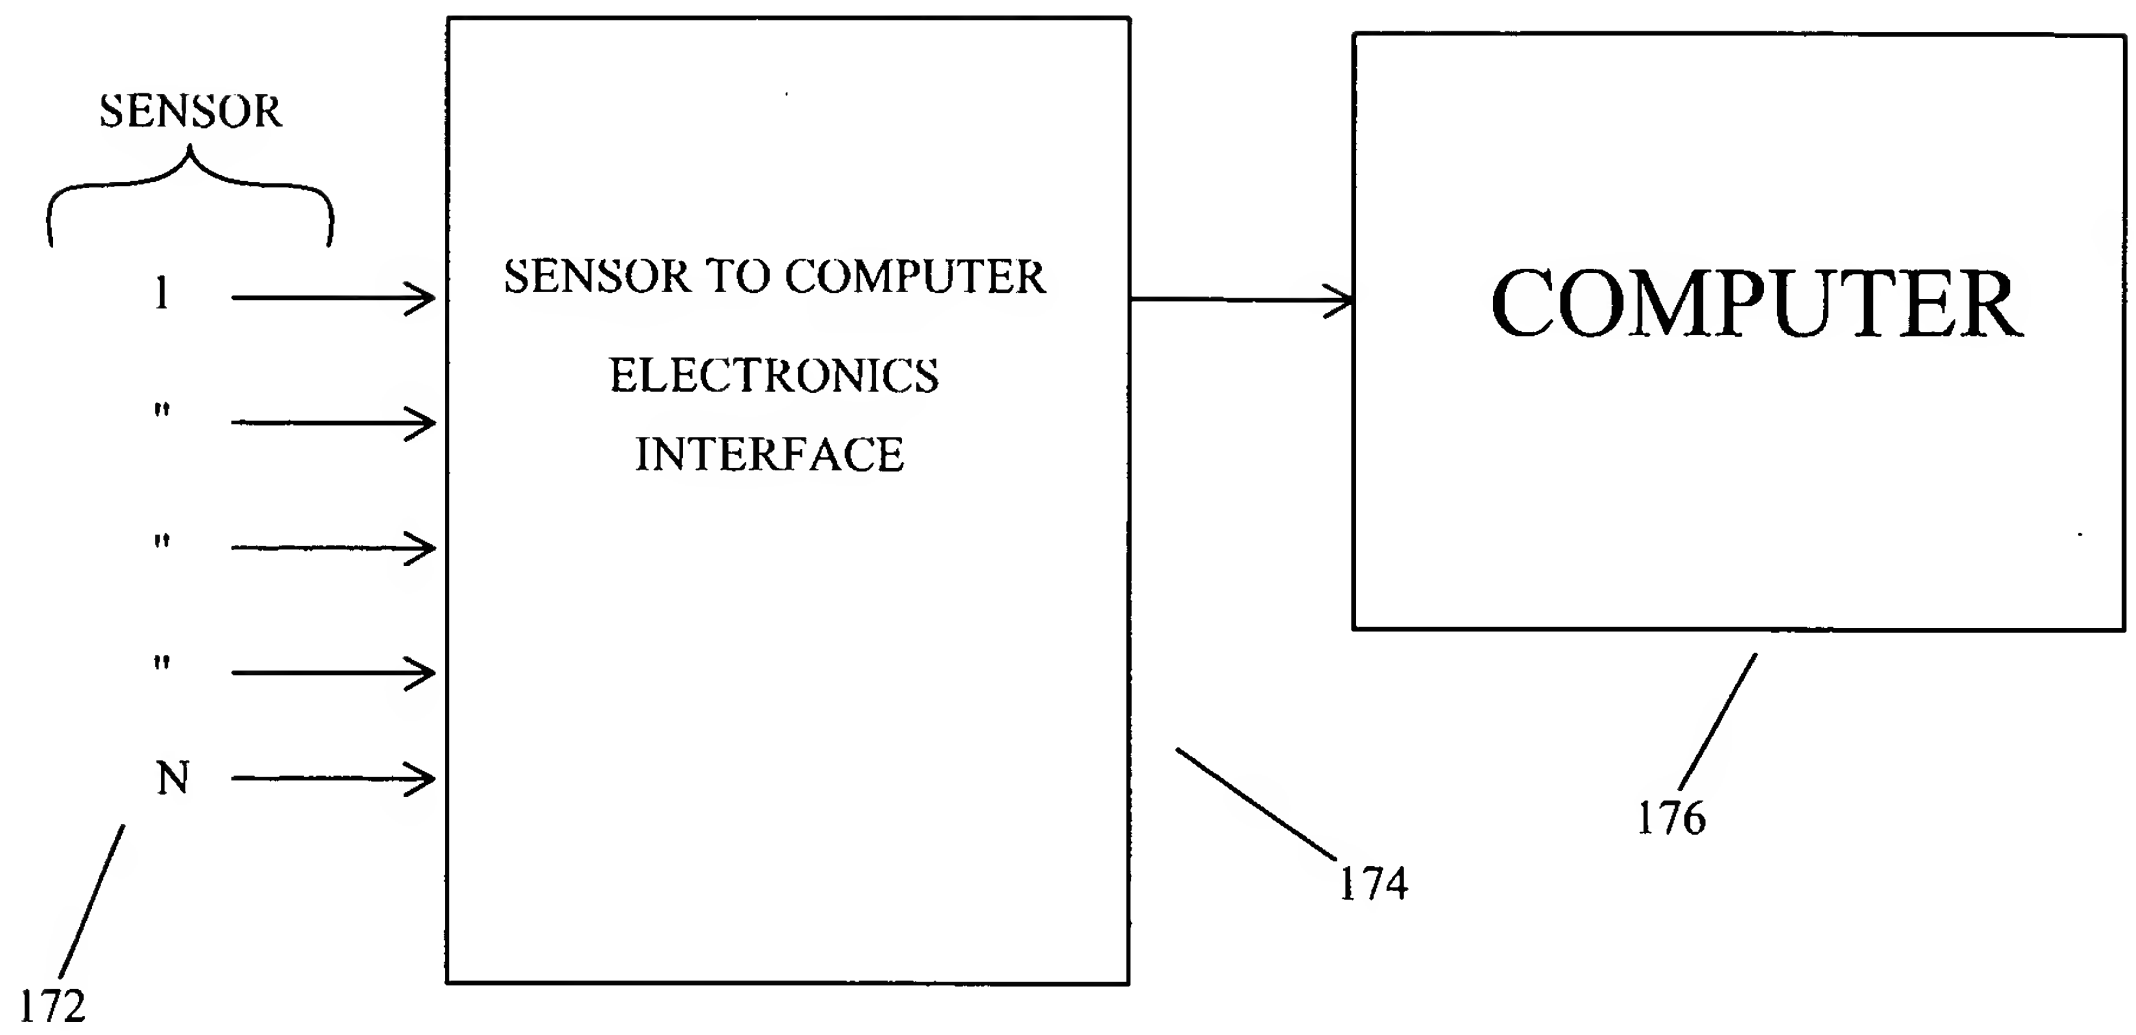 SENSOR
1
"
"
"
N
172
SENSOR TO COMPUTER
ELECTRONICS
INTERFACE
174
COMPUTER
176